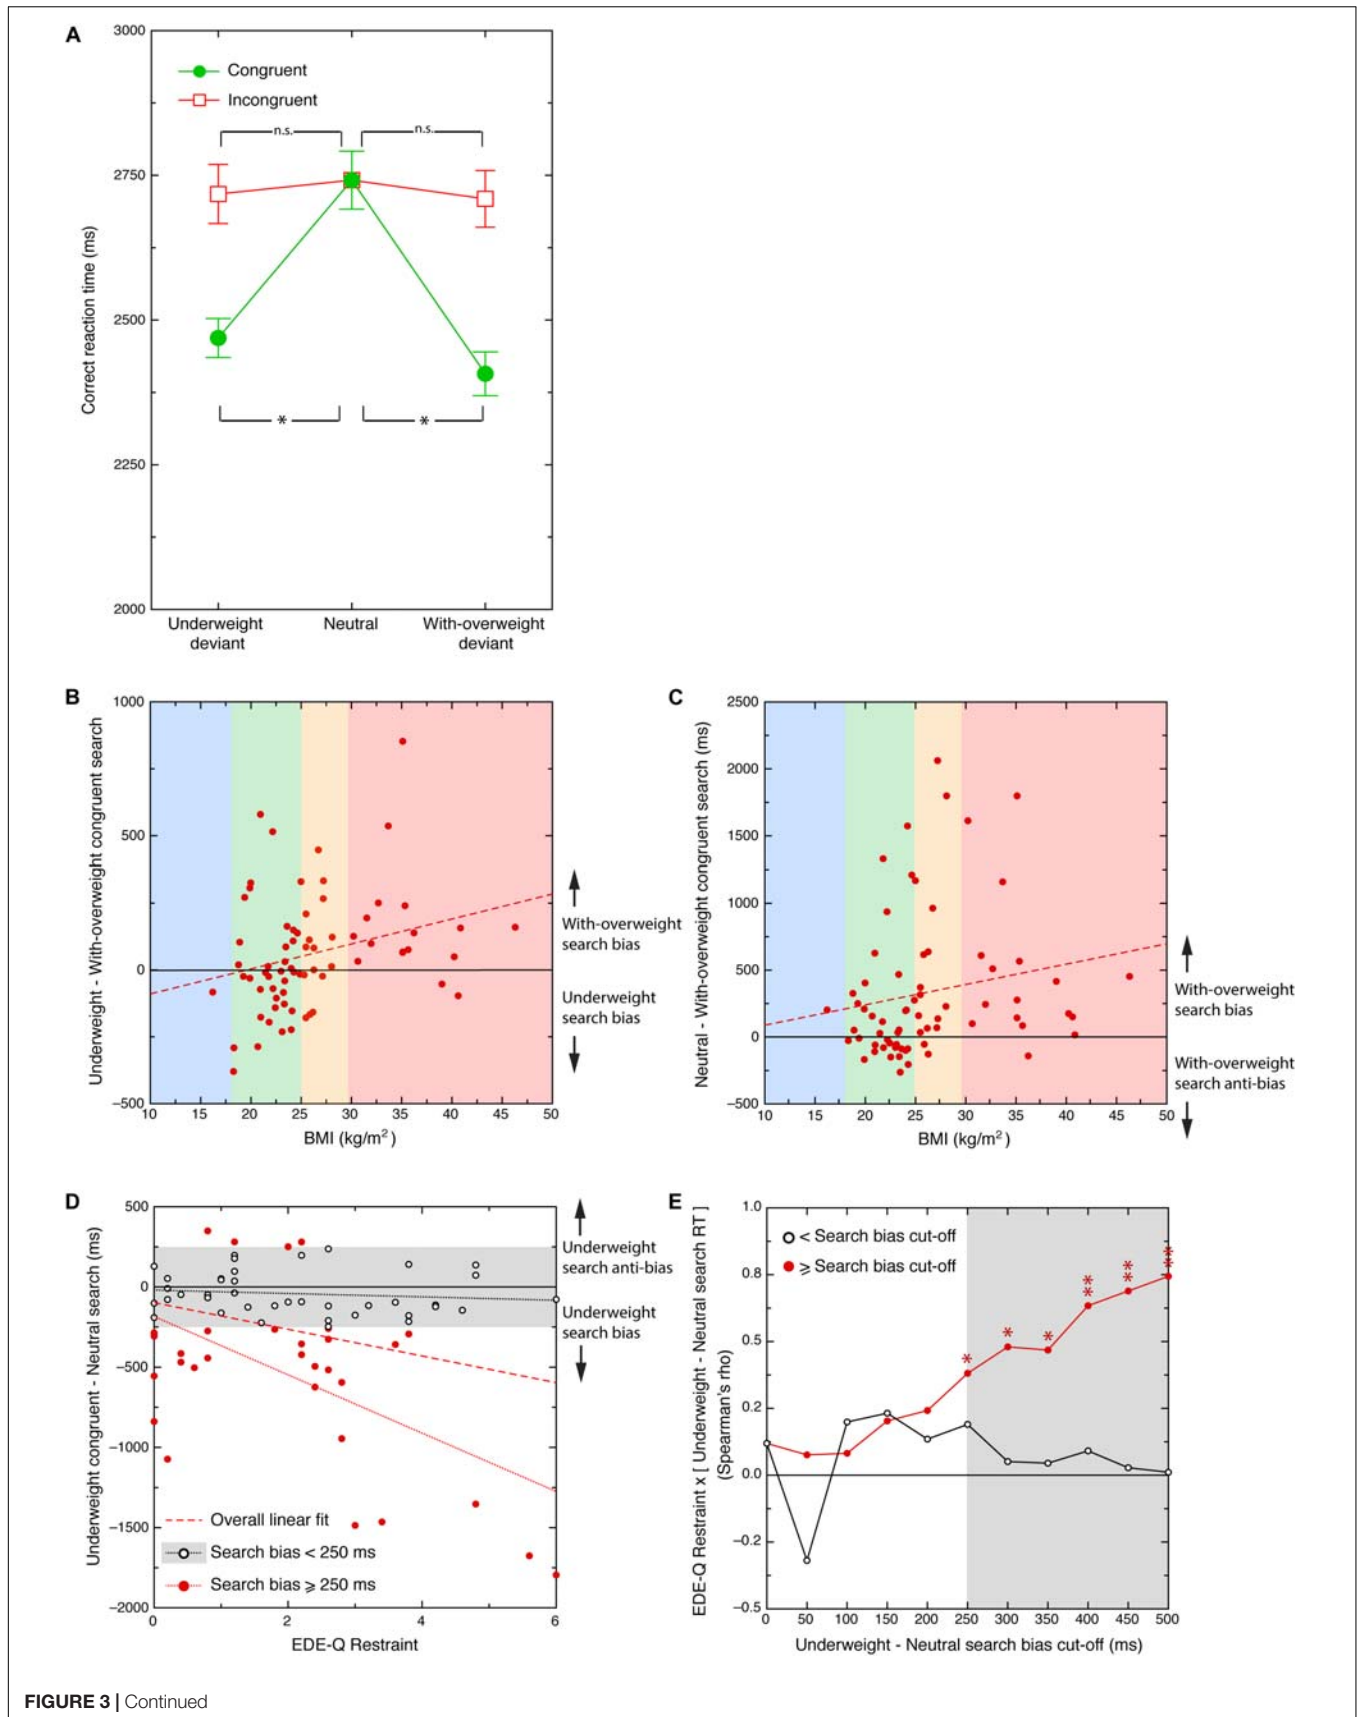 A
3000
2750
2500
2250
2000
Correct reaction time (ms)
Congruent
Incongruent
n.s.
n.s.
*
*
Underweight deviant
Neutral
With-overweight deviant
B
1000
500
0
−500
Underweight - With-overweight congruent search
10 15 20 25 30 35 40 45 50
BMI (kg/m²)
With-overweight
search bias
Underweight
search bias
C
2500
2000
1500
1000
500
0
−500
Neutral - With-overweight congruent search (ms)
10 15 20 25 30 35 40 45 50
BMI (kg/m²)
With-overweight
search bias
With-overweight
search anti-bias
D
500
0
−500
−1000
−1500
−2000
Underweight congruent - Neutral search (ms)
0 2 4 6
EDE-Q Restraint
Underweight
search anti-bias
Underweight
search bias
Overall linear fit
Search bias < 250 ms
Search bias ⩾ 250 ms
E
1.0
0.8
0.5
0.2
0.0
−0.2
−0.5
EDE-Q Restraint x [ Underweight - Neutral search RT ]
(Spearman's rho)
< Search bias cut-off
⩾ Search bias cut-off
*
*
*
**
**
**
0 50 100 150 200 250 300 350 400 450 500
Underweight - Neutral search bias cut-off (ms)
FIGURE 3 | Continued